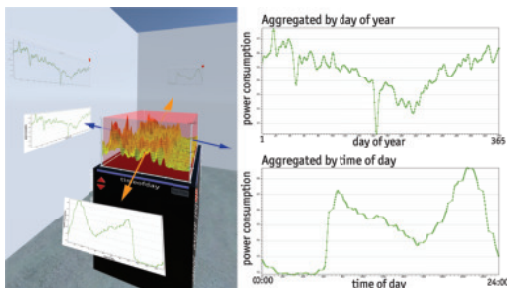 Aggregated by day of year
power consumption
1
day of year
365
Aggregated by time of day
power consumption
00:00
time of day
24:00